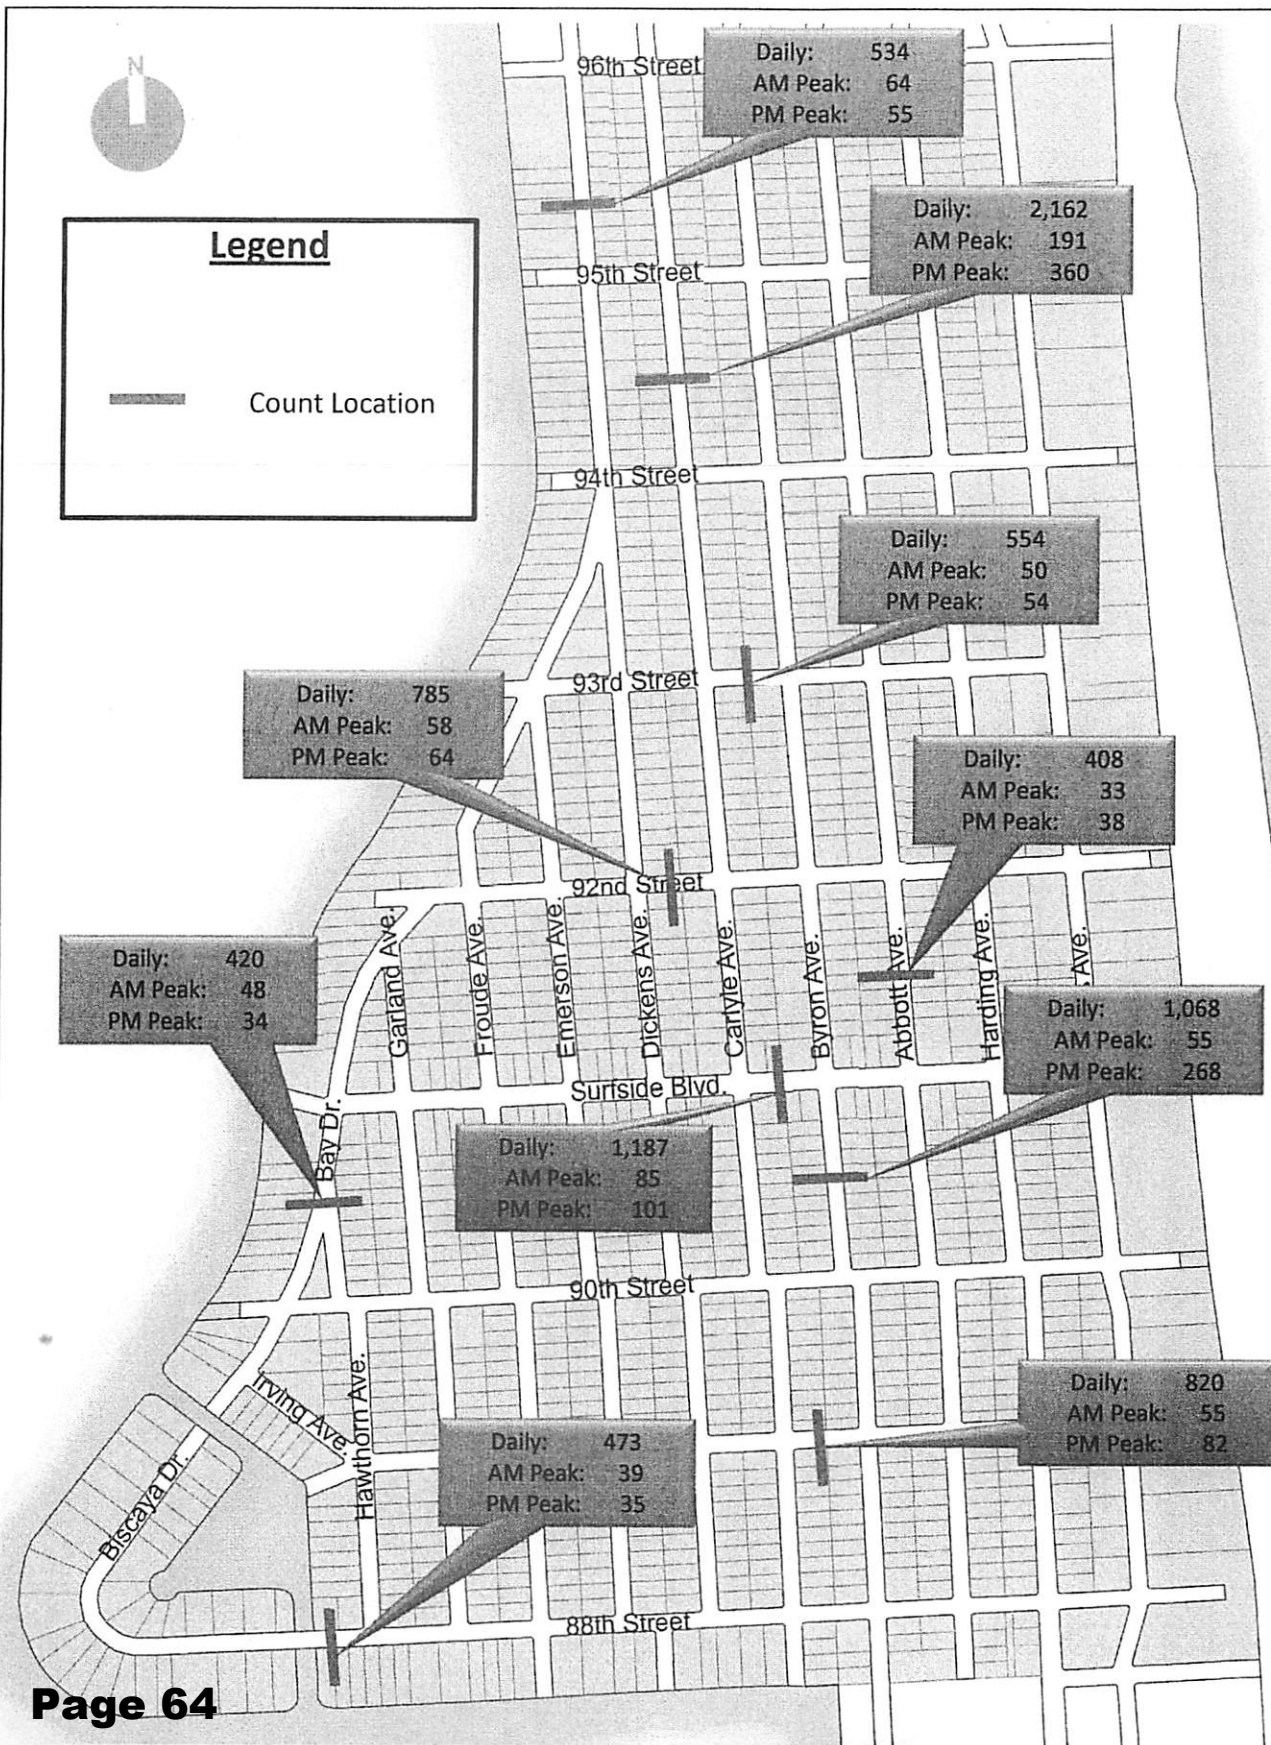 N
96th Street
Daily: 534
AM Peak: 64
PM Peak: 55
Legend
Count Location
Daily: 2,162
AM Peak: 191
PM Peak: 360
95th Street
94th Street
Daily: 554
AM Peak: 50
PM Peak: 54
93rd Street
Daily: 785
AM Peak: 58
PM Peak: 64
Daily: 408
AM Peak: 33
PM Peak: 38
92nd Street
Garland Ave.
Froude Ave.
Emerson Ave.
Dickens Ave.
Carlyle Ave.
Byron Ave.
Abbott Ave.
Harding Ave.
Ave.
Daily: 420
AM Peak: 48
PM Peak: 34
Daily: 1,068
AM Peak: 55
PM Peak: 268
Surfside Blvd.
Bay Dr.
Daily: 1,187
AM Peak: 85
PM Peak: 101
90th Street
Irving Ave.
Hawthorn Ave.
Biscaya Dr.
Daily: 820
AM Peak: 55
PM Peak: 82
Daily: 473
AM Peak: 39
PM Peak: 35
88th Street
Page 64